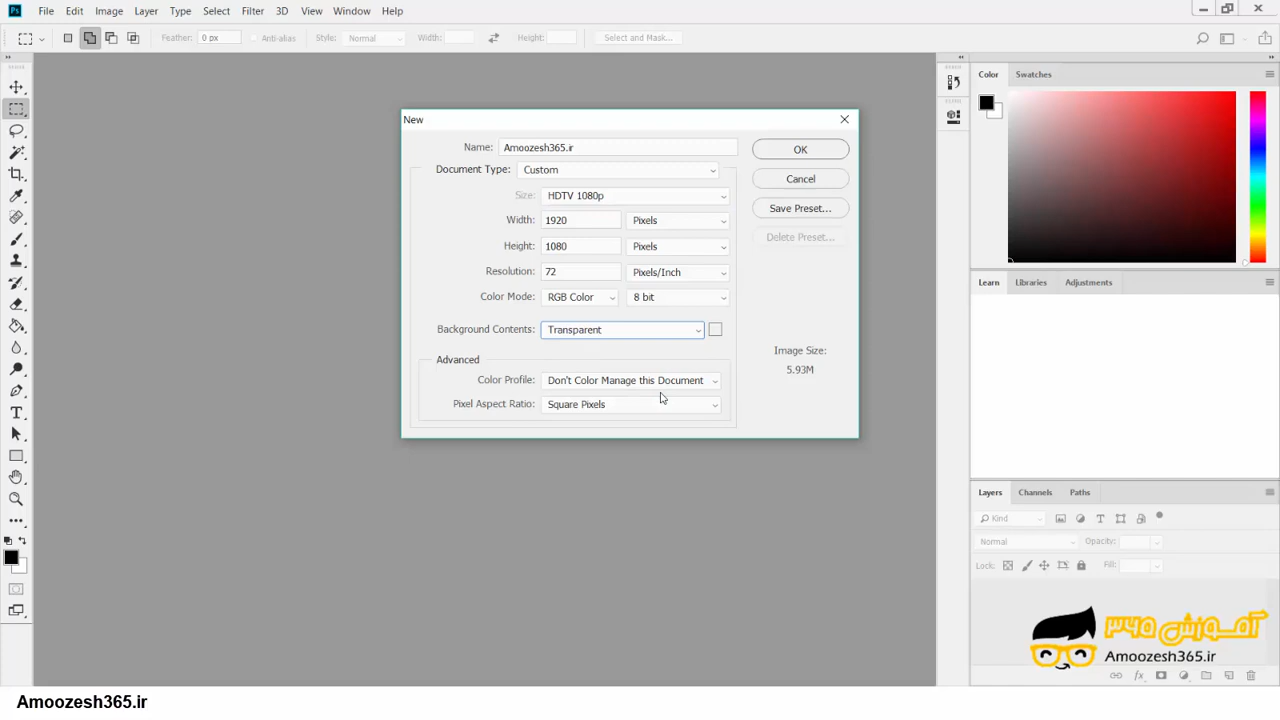 Ps File Edit Image Layer Type Select Filter 3D View Window Help
Feather: 0 px Anti-alias Style: Normal Width: Height: Select and Mask...
Color Swatches
New
Name: Amoozesh365.ir OK
Document Type: Custom
Cancel
Size: HDTV 1080p
Save Preset...
Width: 1920 Pixels
Delete Preset...
Height: 1080 Pixels
Resolution: 72 Pixels/Inch
Color Mode: RGB Color 8 bit
Background Contents: Transparent
Image Size:
5.93M
Advanced
Color Profile: Don't Color Manage this Document
Pixel Aspect Ratio: Square Pixels
Learn Libraries Adjustments
Layers Channels Paths
Kind
Normal Opacity:
Lock: Fill:
آموزش ۳۶۵
Amoozesh365.ir
fx
Amoozesh365.ir